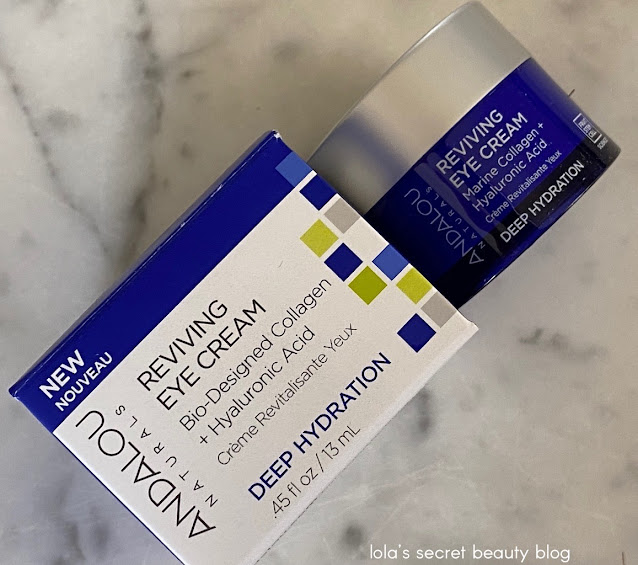 NEW
NOUVEAU
ANDALOU
NATURALS
REVIVING
EYE CREAM
Bio-Designed Collagen
+ Hyaluronic Acid
Crème Revitalisante Yeux
DEEP HYDRATION
.45 fl oz / 13 mL
ANDALOU
NATURALS
REVIVING
EYE CREAM
Marine Collagen +
Hyaluronic Acid
Crème Revitalisante Yeux
DEEP HYDRATION
lola's secret beauty blog